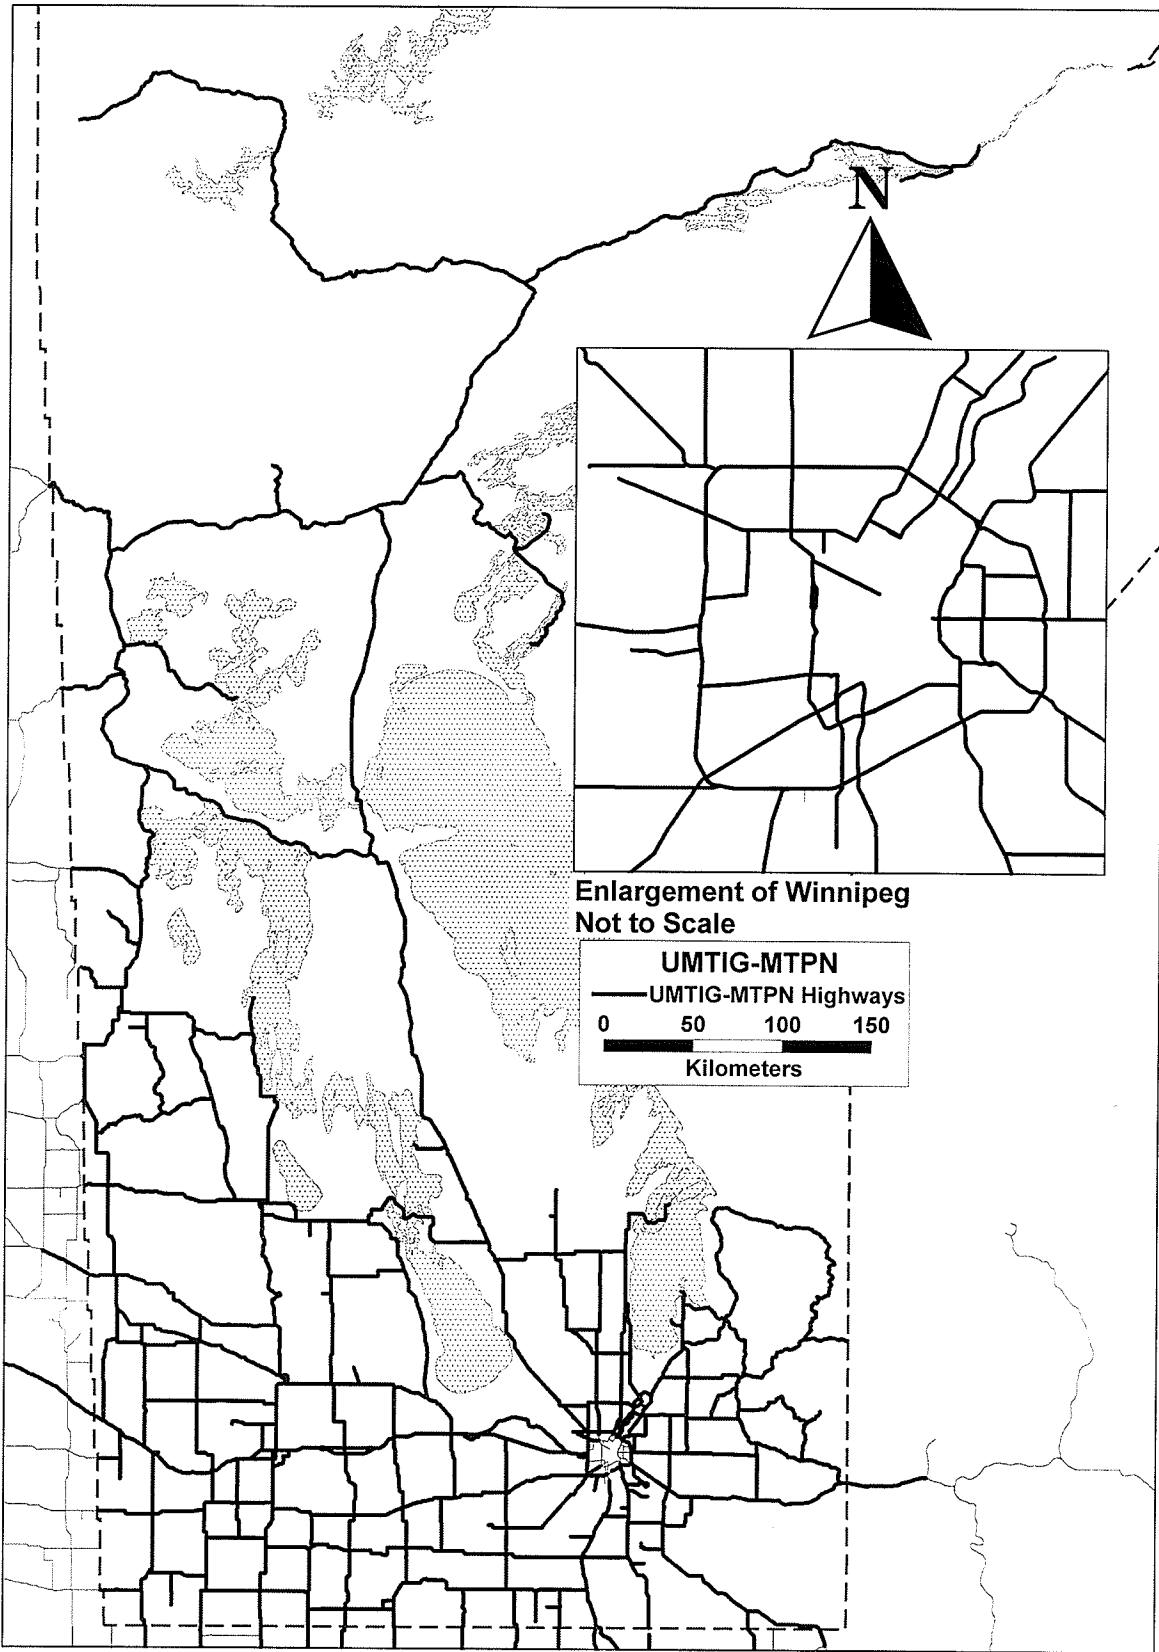 N
Enlargement of Winnipeg
Not to Scale
UMTIG-MTPN
UMTIG-MTPN Highways
0 50 100 150
Kilometers